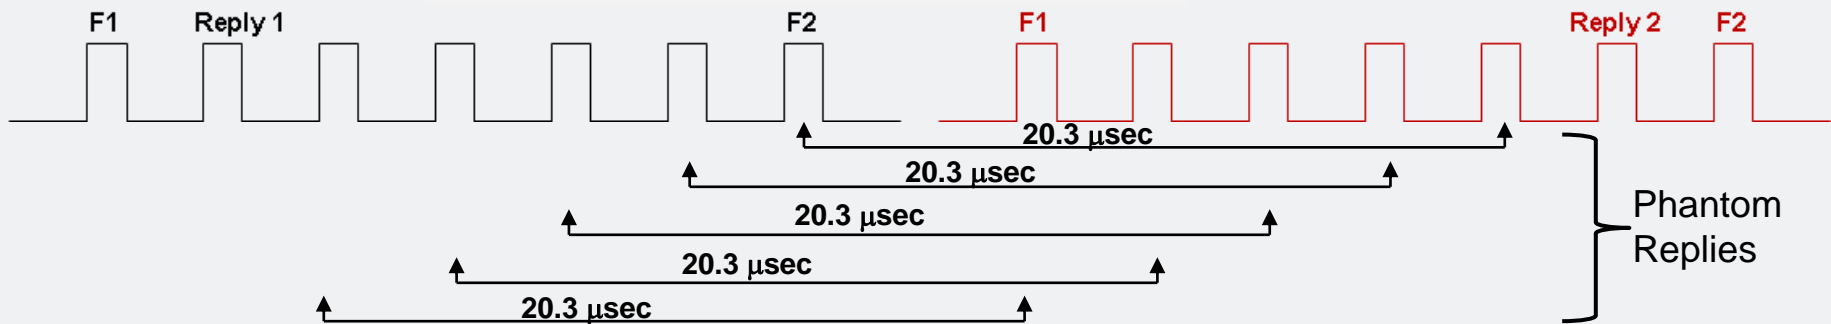 F1 Reply 1 F2 F1 Reply 2 F2
20.3 μsec
20.3 μsec
20.3 μsec
20.3 μsec
20.3 μsec
Phantom
Replies